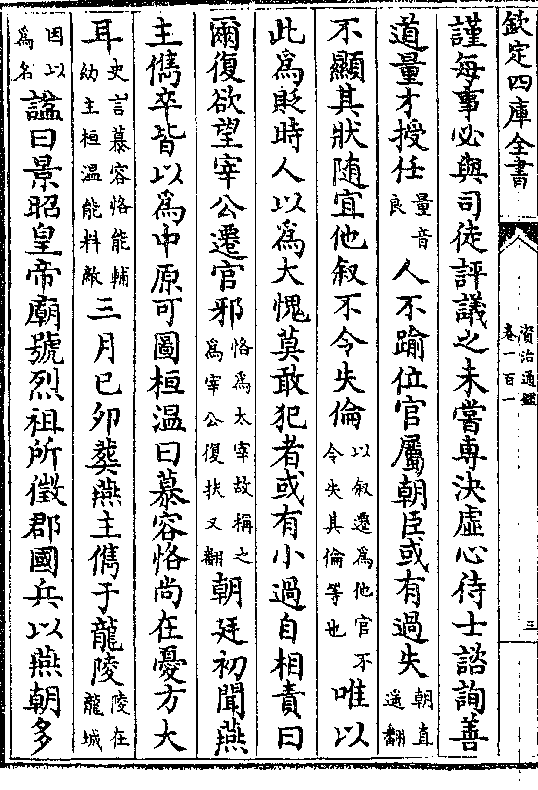 欽定四庫全書
資治通鑑
卷一百一
三
謹每事必與司徒評議之未嘗專決虛心待士諮詢善
道量才授任量音良人不踰位官屬朝臣或有過失朝直遥翻
不顯其狀随宜他叙不令失倫以叙遷為他官不令失其倫等也唯以
此為貶時人以為大愧莫敢犯者或有小過自相責曰
爾復欲望宰公遷官邪恪為太宰故稱之為宰公復扶又翻朝廷初聞燕
主儁卒皆以為中原可圖桓温曰慕容恪尚在憂方大
耳史言慕容恪能輔幼主桓温能料敵三月己卯葬燕主儁于龍陵陵在龍城
因以為名諡曰景昭皇帝廟號烈祖所徵郡國兵以燕朝多